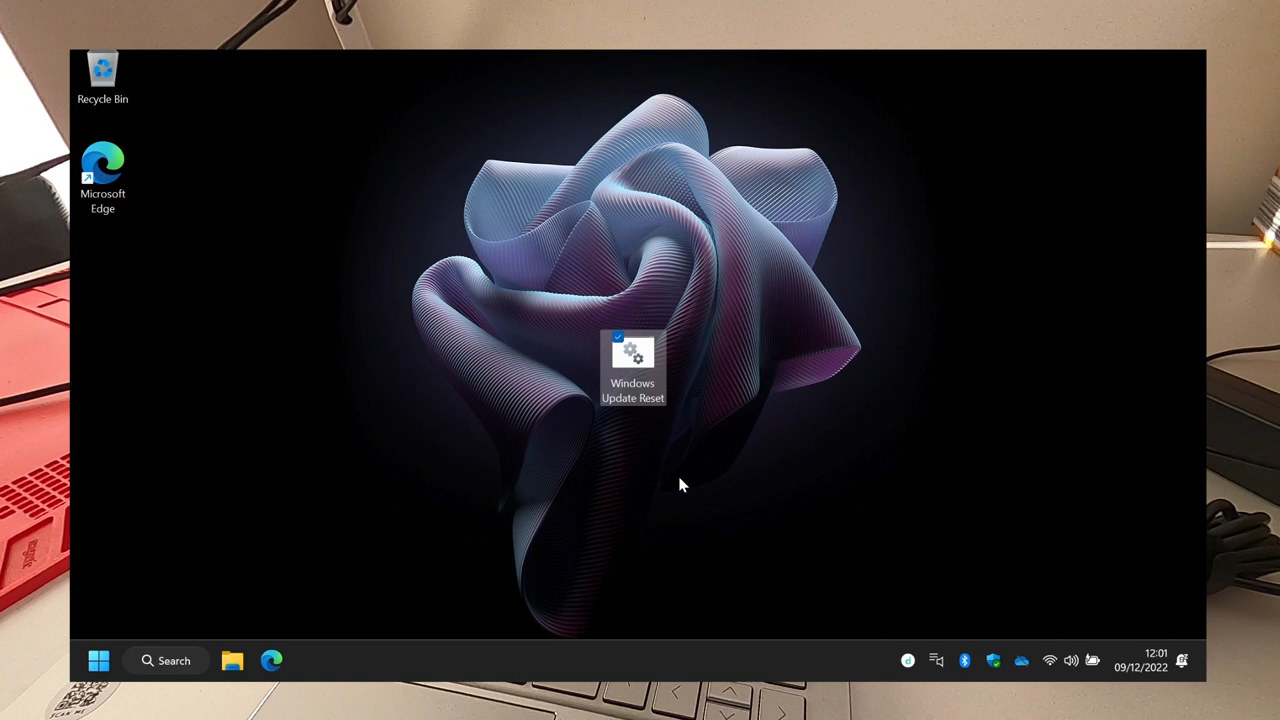 Recycle Bin
Microsoft
Edge
Windows
Update Reset
Search
12:01
09/12/2022